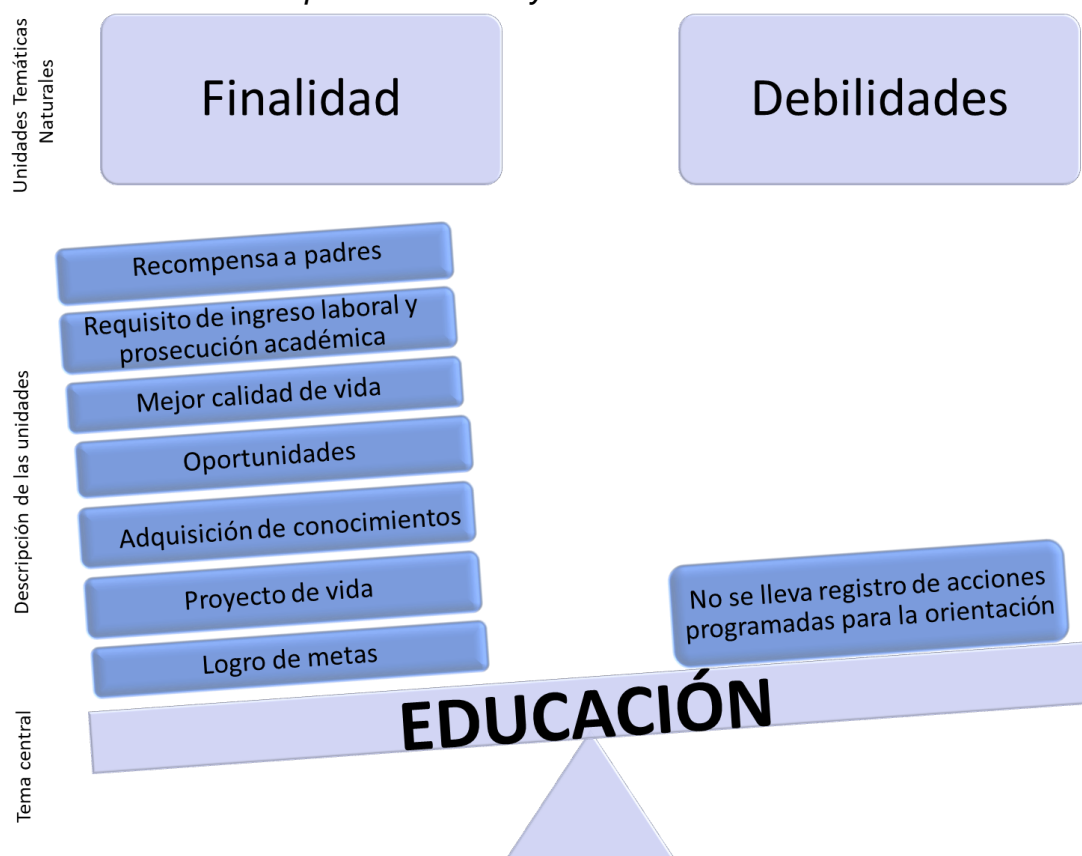 Unidades Temáticas
Naturales
Finalidad
Debilidades
Descripción de las unidades
Recompensa a padres
Requisito de ingreso laboral y
prosecución académica
Mejor calidad de vida
Oportunidades
Adquisición de conocimientos
Proyecto de vida
Logro de metas
No se lleva registro de acciones
programadas para la orientación
Tema central
EDUCACIÓN